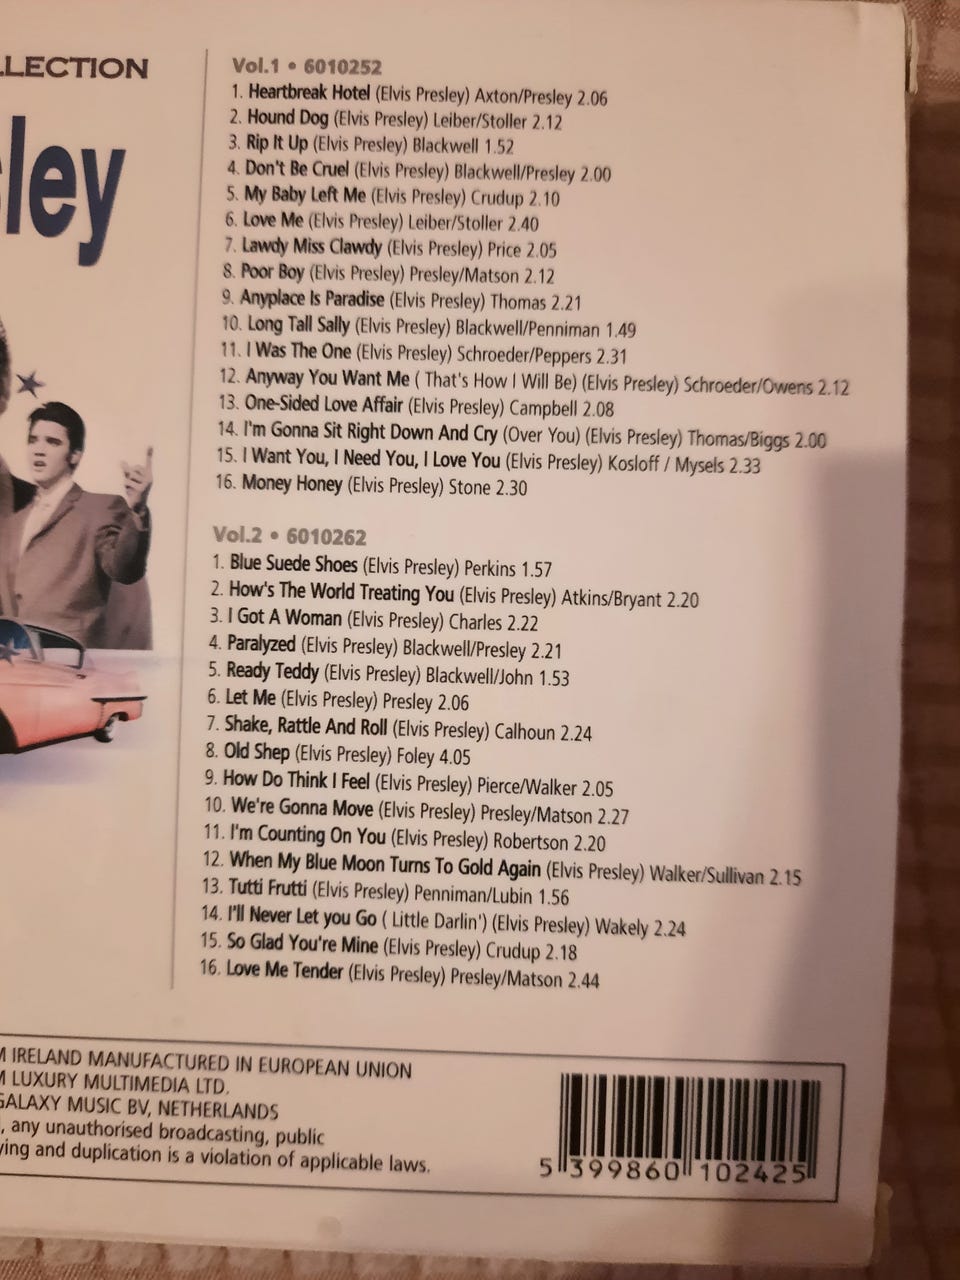 LLECTION
sley
Vol.1 • 6010252
1. Heartbreak Hotel (Elvis Presley) Axton/Presley 2.06
2. Hound Dog (Elvis Presley) Leiber/Stoller 2.12
3. Rip It Up (Elvis Presley) Blackwell 1.52
4. Don't Be Cruel (Elvis Presley) Blackwell/Presley 2.00
5. My Baby Left Me (Elvis Presley) Crudup 2.10
6. Love Me (Elvis Presley) Leiber/Stoller 2.40
7. Lawdy Miss Clawdy (Elvis Presley) Price 2.05
8. Poor Boy (Elvis Presley) Presley/Matson 2.12
9. Anyplace Is Paradise (Elvis Presley) Thomas 2.21
10. Long Tall Sally (Elvis Presley) Blackwell/Penniman 1.49
11. I Was The One (Elvis Presley) Schroeder/Peppers 2.31
12. Anyway You Want Me ( That's How I Will Be) (Elvis Presley) Schroeder/Owens 2.12
13. One-Sided Love Affair (Elvis Presley) Campbell 2.08
14. I'm Gonna Sit Right Down And Cry (Over You) (Elvis Presley) Thomas/Biggs 2.00
15. I Want You, I Need You, I Love You (Elvis Presley) Kosloff / Mysels 2.33
16. Money Honey (Elvis Presley) Stone 2.30
Vol.2 • 6010262
1. Blue Suede Shoes (Elvis Presley) Perkins 1.57
2. How's The World Treating You (Elvis Presley) Atkins/Bryant 2.20
3. I Got A Woman (Elvis Presley) Charles 2.22
4. Paralyzed (Elvis Presley) Blackwell/Presley 2.21
5. Ready Teddy (Elvis Presley) Blackwell/John 1.53
6. Let Me (Elvis Presley) Presley 2.06
7. Shake, Rattle And Roll (Elvis Presley) Calhoun 2.24
8. Old Shep (Elvis Presley) Foley 4.05
9. How Do Think I Feel (Elvis Presley) Pierce/Walker 2.05
10. We're Gonna Move (Elvis Presley) Presley/Matson 2.27
11. I'm Counting On You (Elvis Presley) Robertson 2.20
12. When My Blue Moon Turns To Gold Again (Elvis Presley) Walker/Sullivan 2.15
13. Tutti Frutti (Elvis Presley) Penniman/Lubin 1.56
14. I'll Never Let you Go ( Little Darlin') (Elvis Presley) Wakely 2.24
15. So Glad You're Mine (Elvis Presley) Crudup 2.18
16. Love Me Tender (Elvis Presley) Presley/Matson 2.44
M IRELAND MANUFACTURED IN EUROPEAN UNION
M LUXURY MULTIMEDIA LTD.
GALAXY MUSIC BV, NETHERLANDS
, any unauthorised broadcasting, public
ying and duplication is a violation of applicable laws.
5 399860 102425